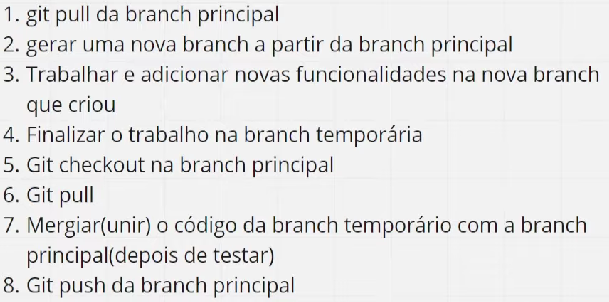 1. git pull da branch principal
2. gerar uma nova branch a partir da branch principal
3. Trabalhar e adicionar novas funcionalidades na nova branch
que criou
4. Finalizar o trabalho na branch temporária
5. Git checkout na branch principal
6. Git pull
7. Mergiar(unir) o código da branch temporário com a branch
principal(depois de testar)
8. Git push da branch principal